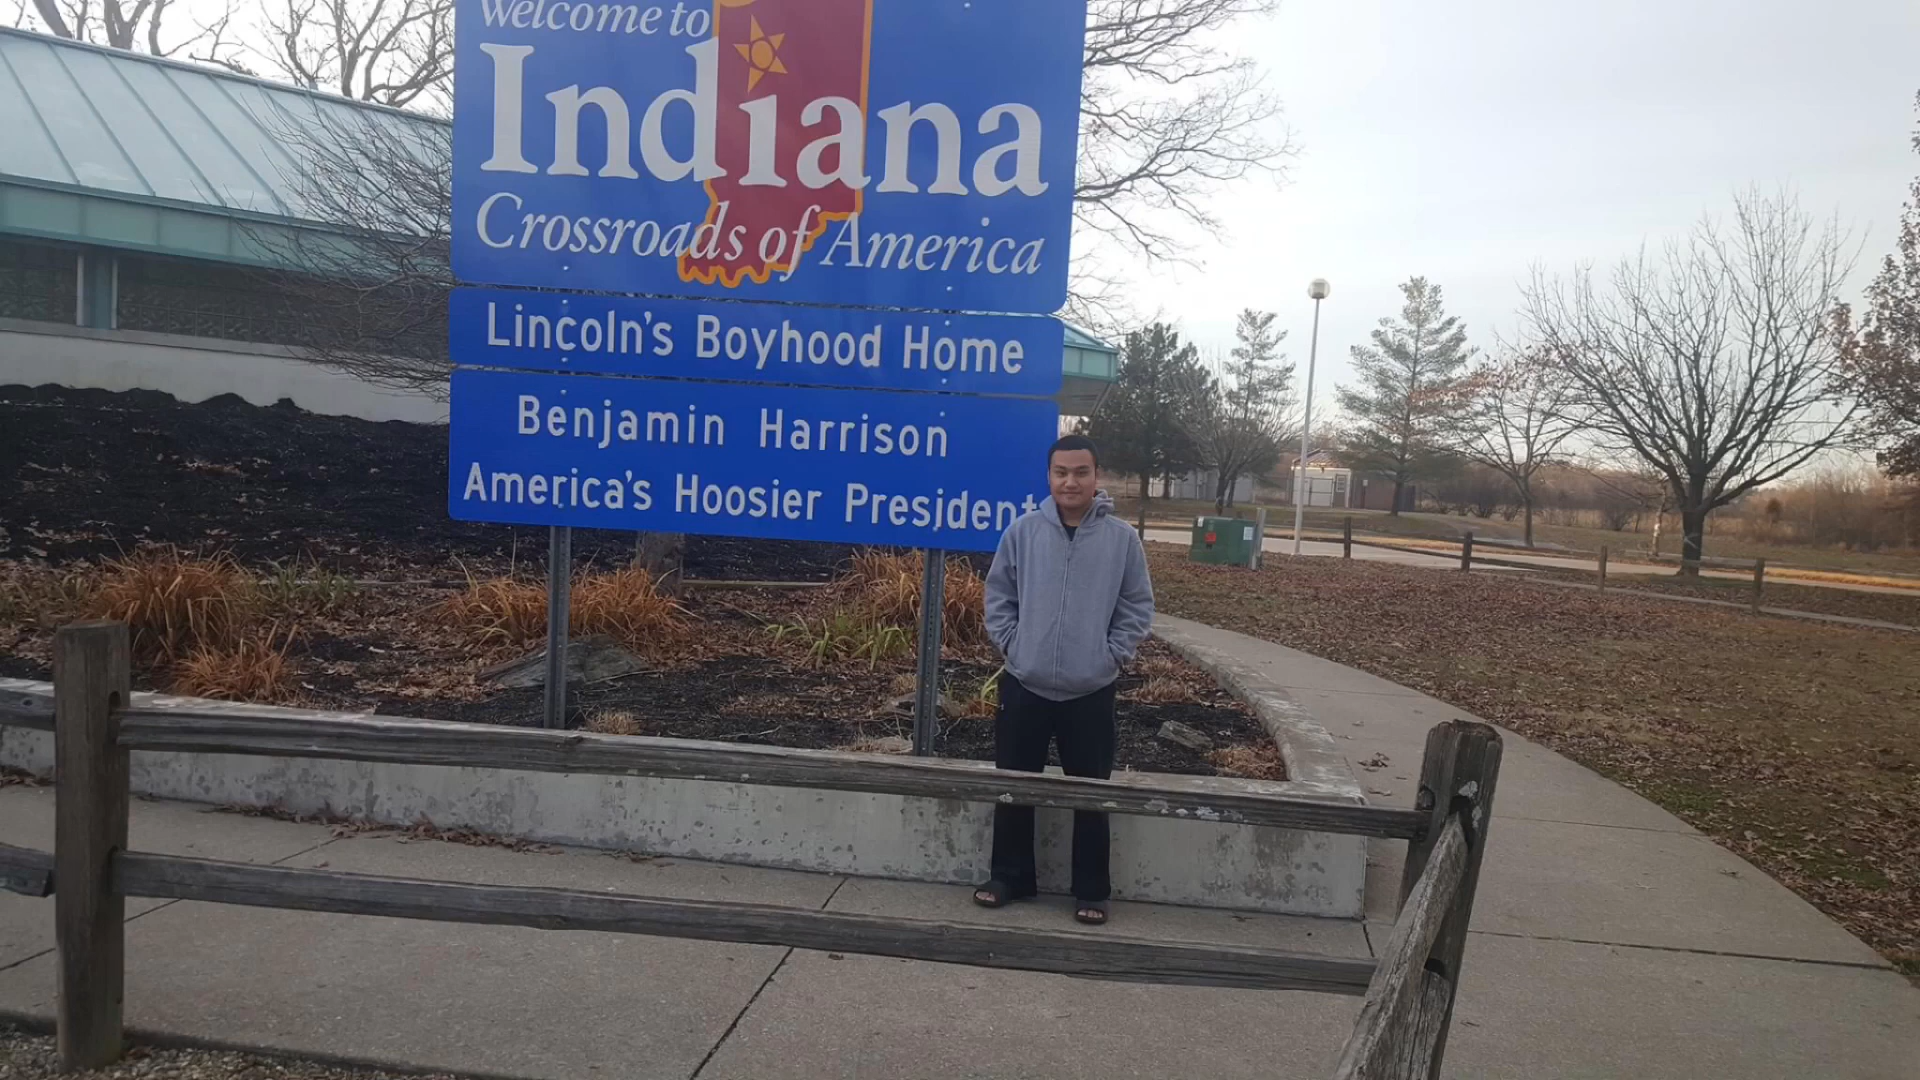 Welcome to
Indiana
Crossroads of America
Lincoln's Boyhood Home
Benjamin Harrison
America's Hoosier President